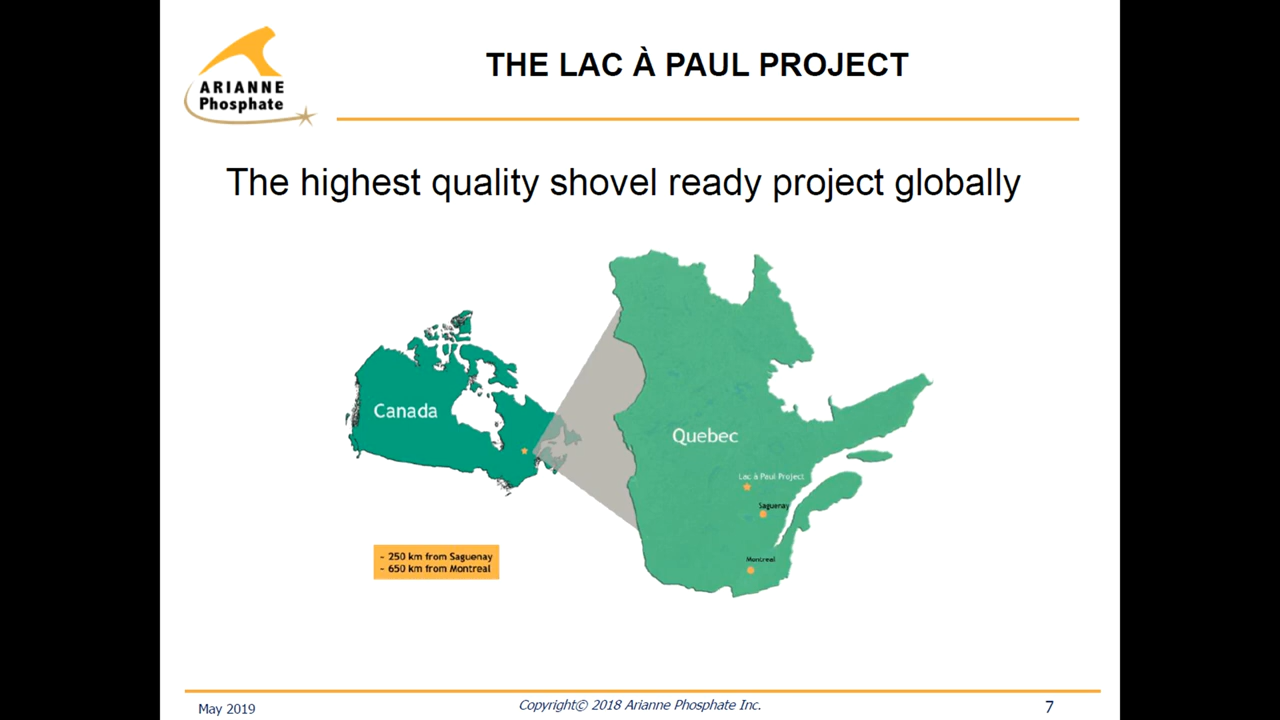 ARIANNE
Phosphate
THE LAC À PAUL PROJECT
The highest quality shovel ready project globally
Canada
Quebec
Lac à Paul Project
Saguenay
Montreal
- 250 km from Saguenay
- 650 km from Montreal
May 2019
Copyright© 2018 Arianne Phosphate Inc.
7